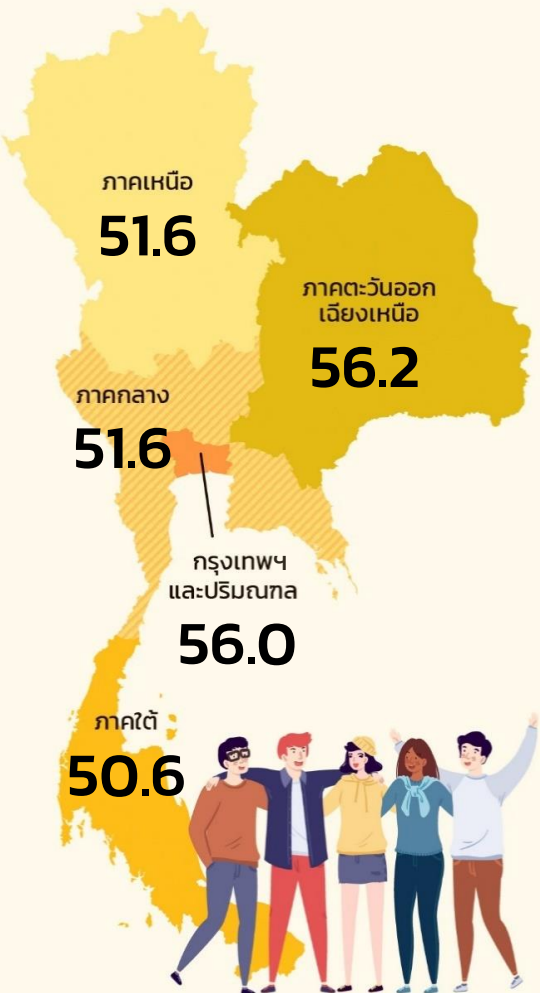 ภาคเหนือ
51.6
ภาคตะวันออก
เฉียงเหนือ
56.2
ภาคกลาง
51.6
กรุงเทพฯ
และปริมณฑล
56.0
ภาคใต้
50.6